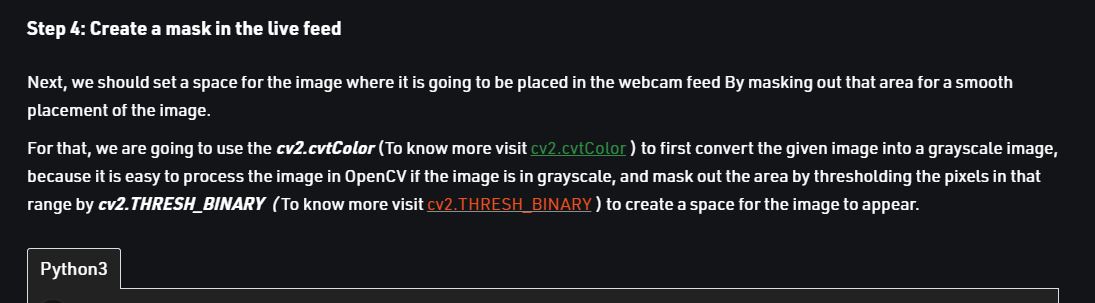 Step 4: Create a mask in the live feed
Next, we should set a space for the image where it is going to be placed in the webcam feed By masking out that area for a smooth
placement of the image.
For that, we are going to use the cv2.cvtColor (To know more visit cv2.cvtColor ) to first convert the given image into a grayscale image,
because it is easy to process the image in OpenCV if the image is in grayscale, and mask out the area by thresholding the pixels in that
range by cv2.THRESH_BINARY (To know more visit cv2.THRESH_BINARY ) to create a space for the image to appear.
Python3